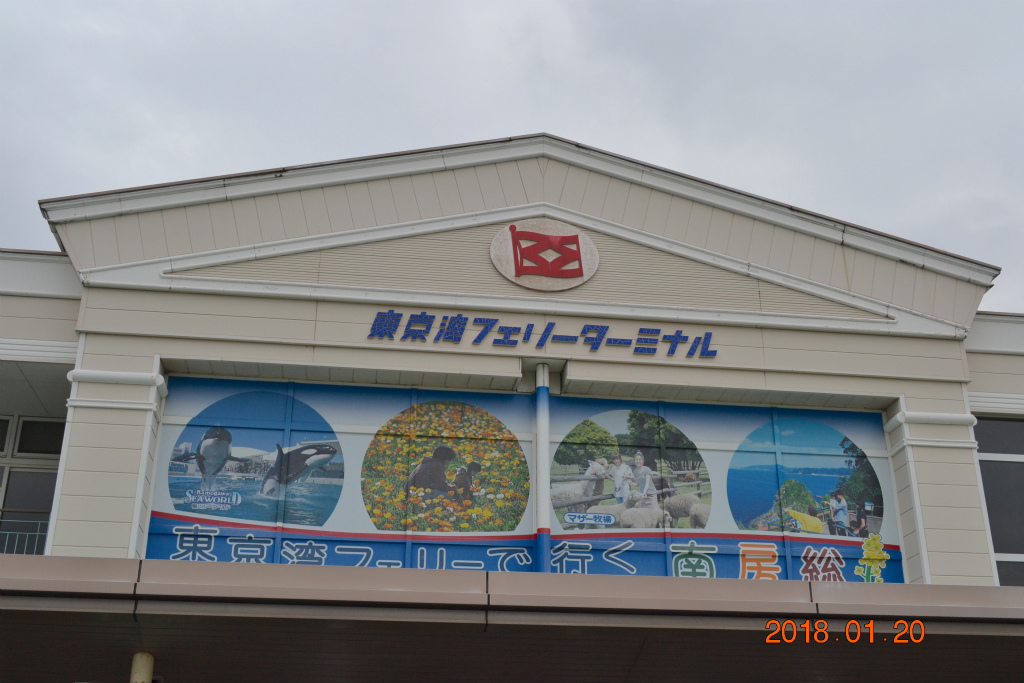 東京湾フェリーターミナル
Kamogawa
SEAWORLD
マザー牧場
東京湾フェリーで行く 南房総
2018.01.20